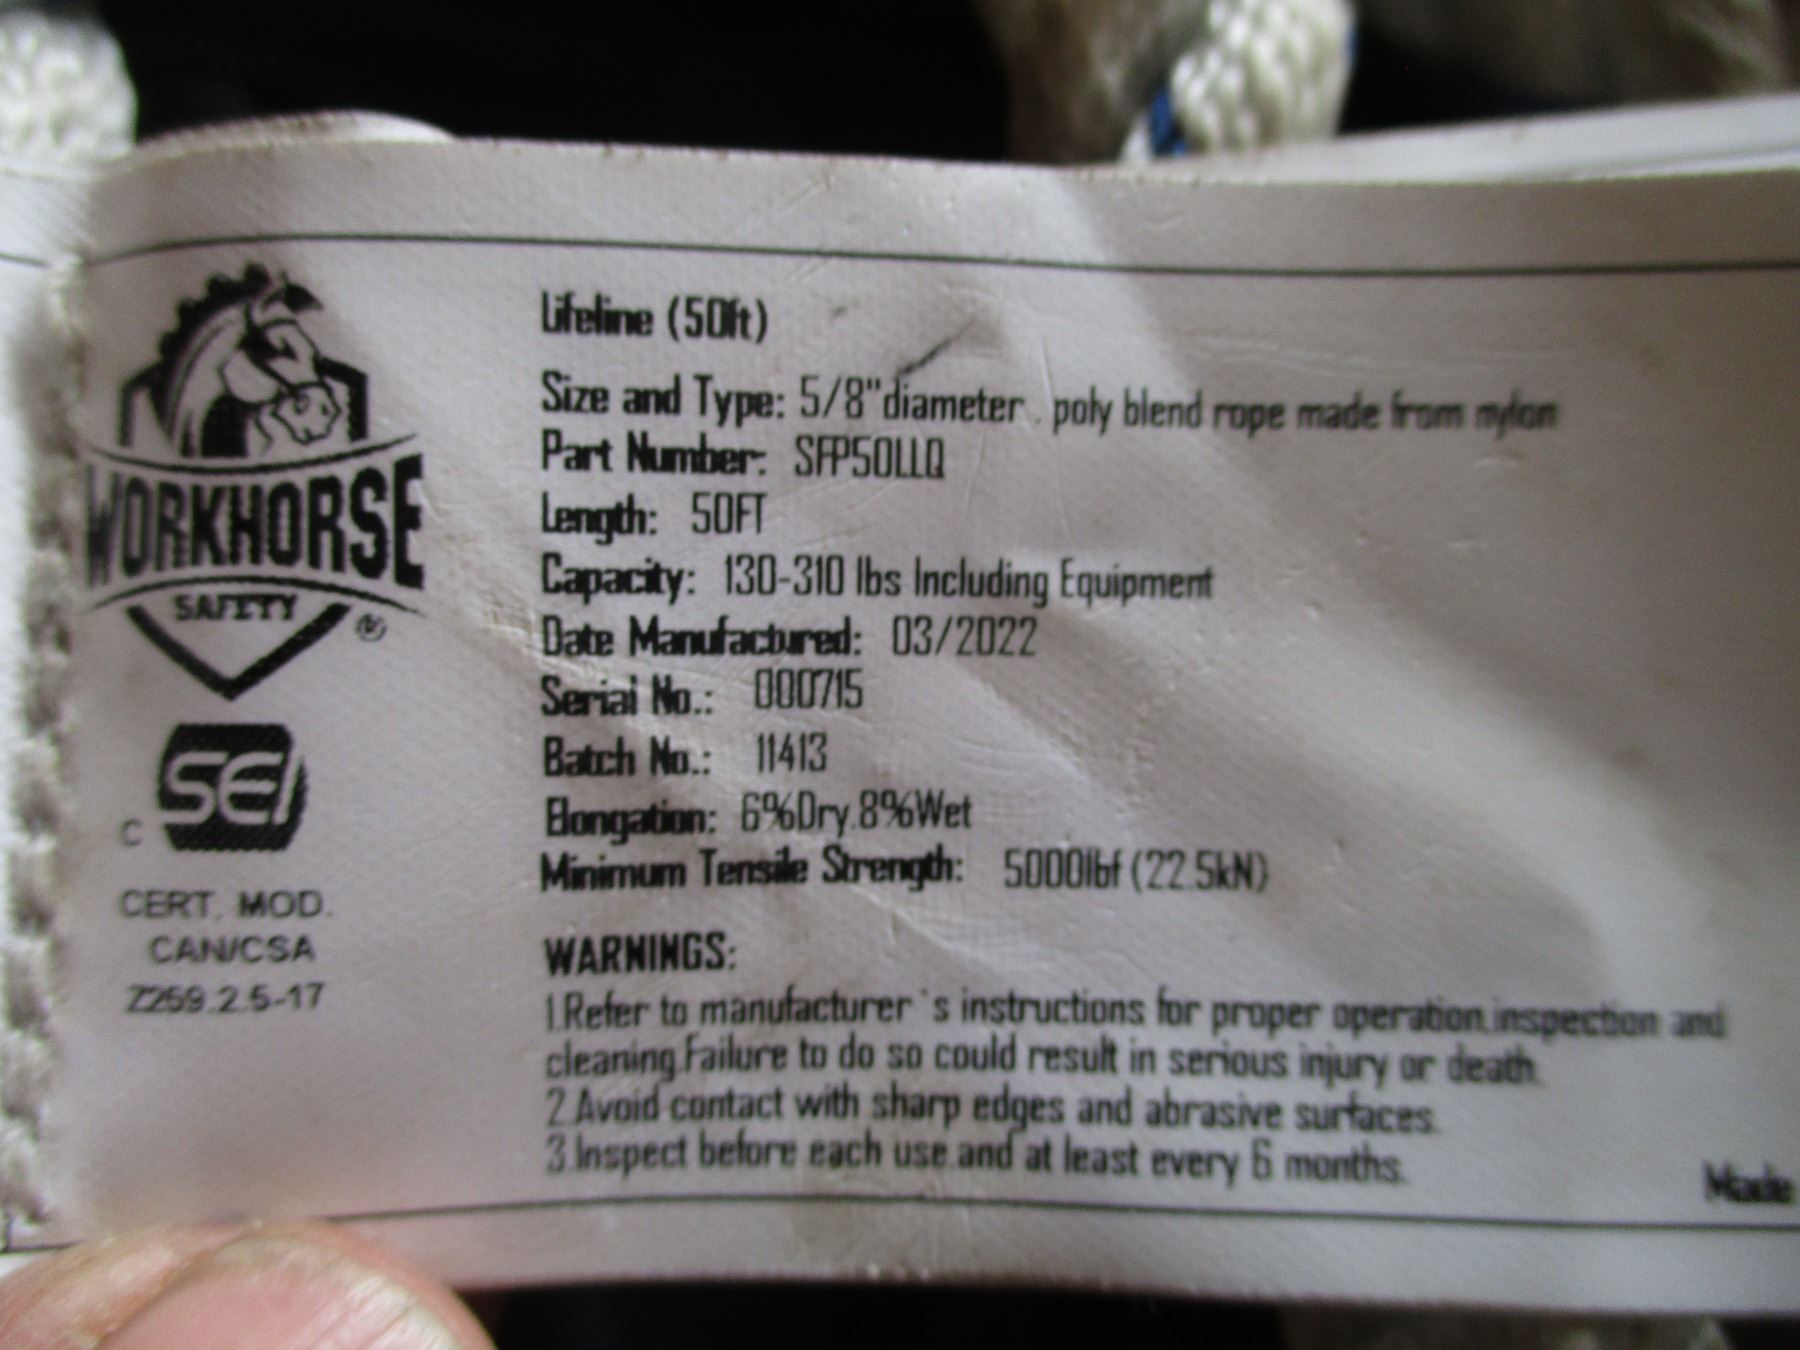 WORKHORSE
SAFETY
®
SEI
C
CERT. MOD.
CAN/CSA
Z259.2.5-17
Lifeline (50ft)
Size and Type: 5/8"diameter . poly blend rope made from nylon
Part Number: SFP50LLQ
Length: 50FT
Capacity: 130-310 lbs Including Equipment
Date Manufactured: 03/2022
Serial No.: 000715
Batch No.: 11413
Elongation: 6%Dry.8%Wet
Minimum Tensile Strength: 5000lbf (22.5kN)
WARNINGS:
1.Refer to manufacturer`s instructions for proper operation.inspection and
cleaning.Failure to do so could result in serious injury or death.
2.Avoid contact with sharp edges and abrasive surfaces.
3.Inspect before each use.and at least every 6 months.
Made